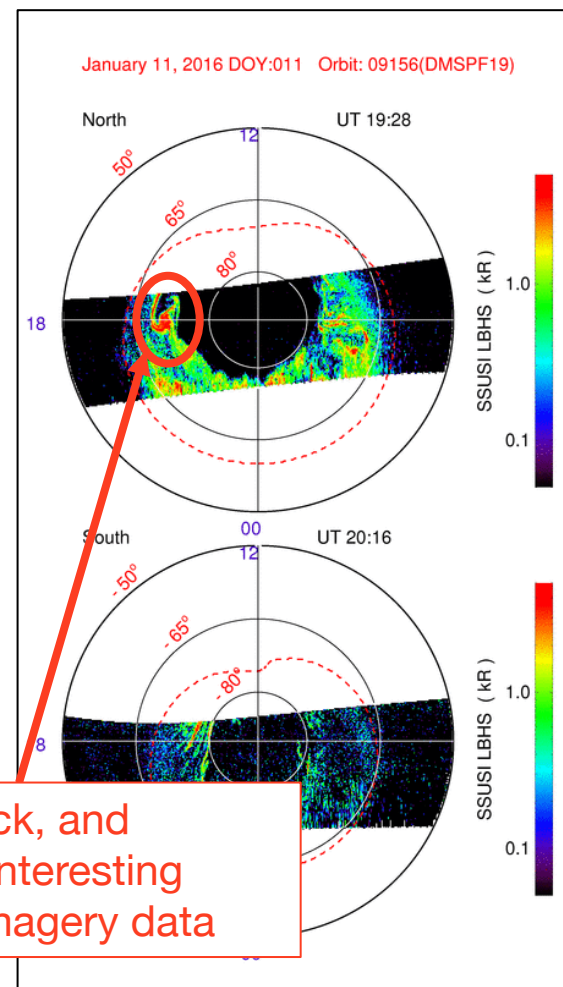 January 11, 2016 DOY:011 Orbit: 09156(DMSPF19)
North
UT 19:28
12
50°
65°
80°
18
00
SSUSI LBHS ( kR )
1.0
0.1
South
UT 20:16
12
- 50°
- 65°
- 80°
8
SSUSI LBHS ( kR )
1.0
0.1
ck, and
nteresting
magery data